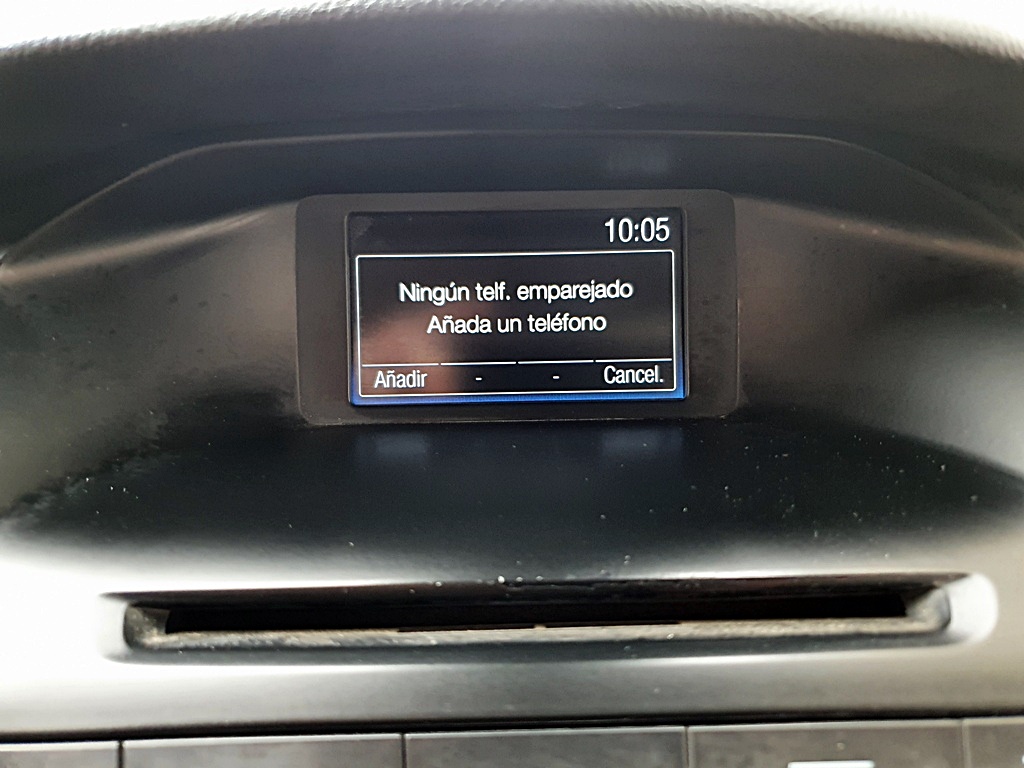 10:05
Ningún telf. emparejado
Añada un teléfono
Añadir - - Cancel.